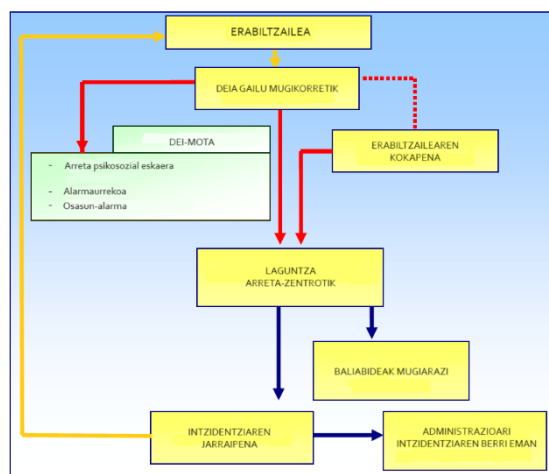 ERABILTZAILEA
DEIA GAILU MUGIKORRETIK
DEI-MOTA
- Arreta psikosozial eskaera
- Alarmaurrekoa
- Osasun-alarma
ERABILTZAILEAREN
KOKAPENA
LAGUNTZA
ARRETA-ZENTROTIK
BALIABIDEAK MUGIARAZI
INTZIDENTZIAREN
JARRAIPENA
ADMINISTRAZIOARI
INTZIDENTZIAREN BERRI EMAN